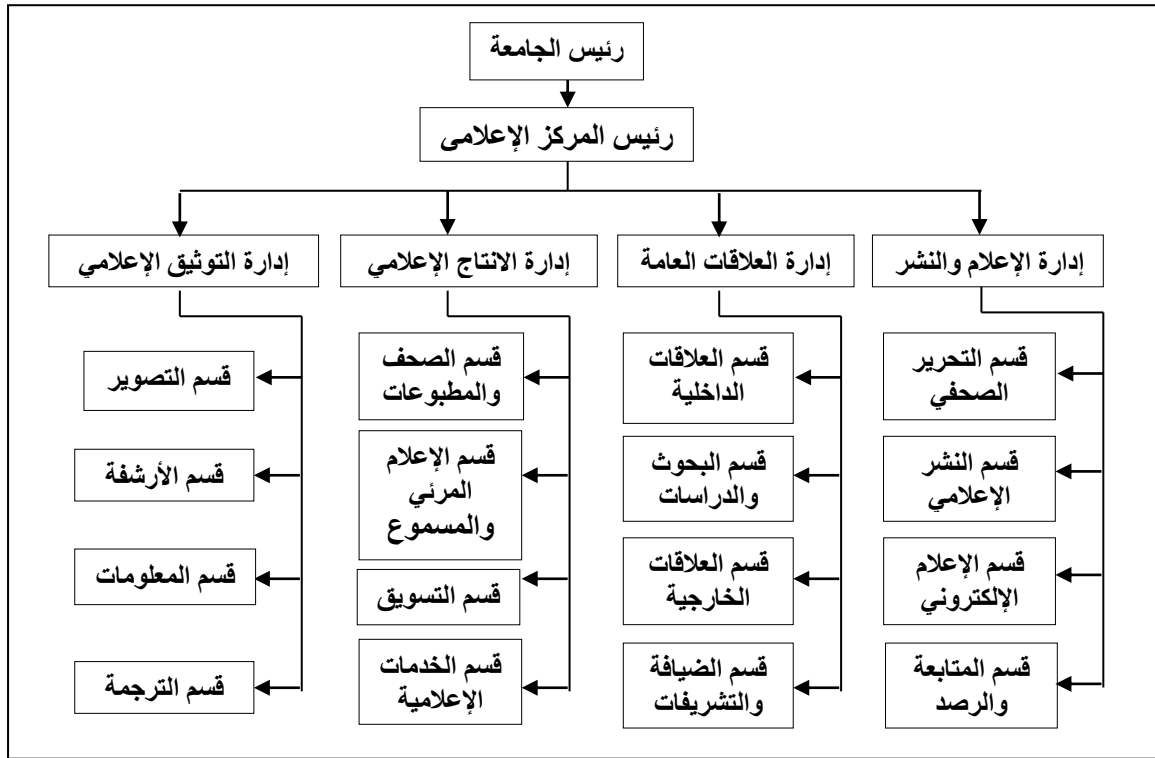 رئيس الجامعة
رئيس المركز الإعلامى
إدارة الإعلام والنشر
إدارة العلاقات العامة
إدارة الانتاج الإعلامي
إدارة التوثيق الإعلامي
قسم التحرير
الصحفي
قسم النشر
الإعلامي
قسم الإعلام
الإلكتروني
قسم المتابعة
والرصد
قسم العلاقات
الداخلية
قسم البحوث
والدراسات
قسم العلاقات
الخارجية
قسم الضيافة
والتشريفات
قسم الصحف
والمطبوعات
قسم الإعلام
المرئي
والمسموع
قسم التسويق
قسم الخدمات
الإعلامية
قسم التصوير
قسم الأرشفة
قسم المعلومات
قسم الترجمة